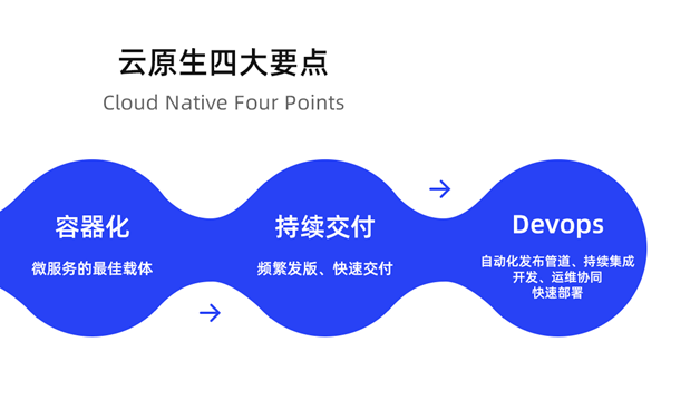 云原生四大要点
Cloud Native Four Points
容器化
微服务的最佳载体
持续交付
频繁发版、快速交付
Devops
自动化发布管道、持续集成
开发、运维协同
快速部署